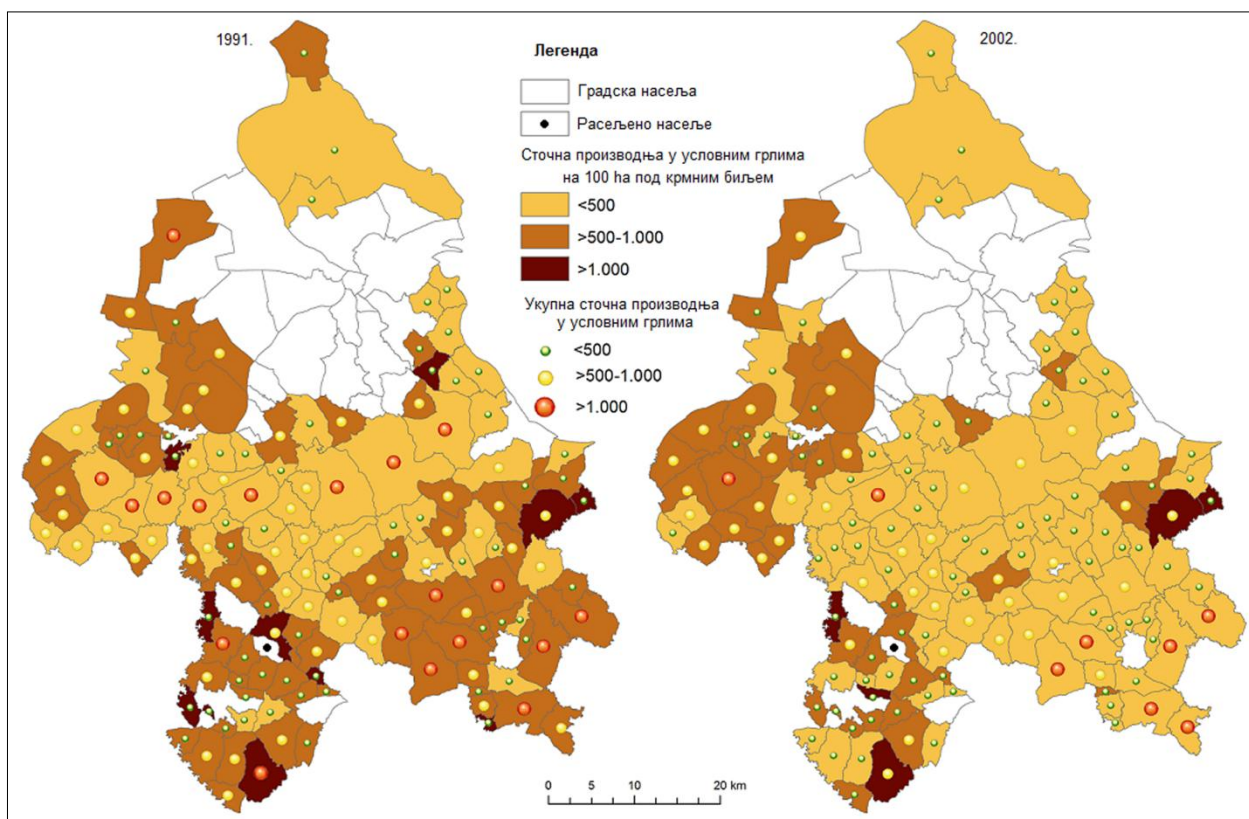 1991.
2002.
Легенда
Градска насеља
Расељено насеље
Сточна производња у условним грлима
на 100 ha под крмним биљем
<500
>500-1.000
>1.000
Укупна сточна производња
у условним грлима
<500
>500-1.000
>1.000
0 5 10 20 km